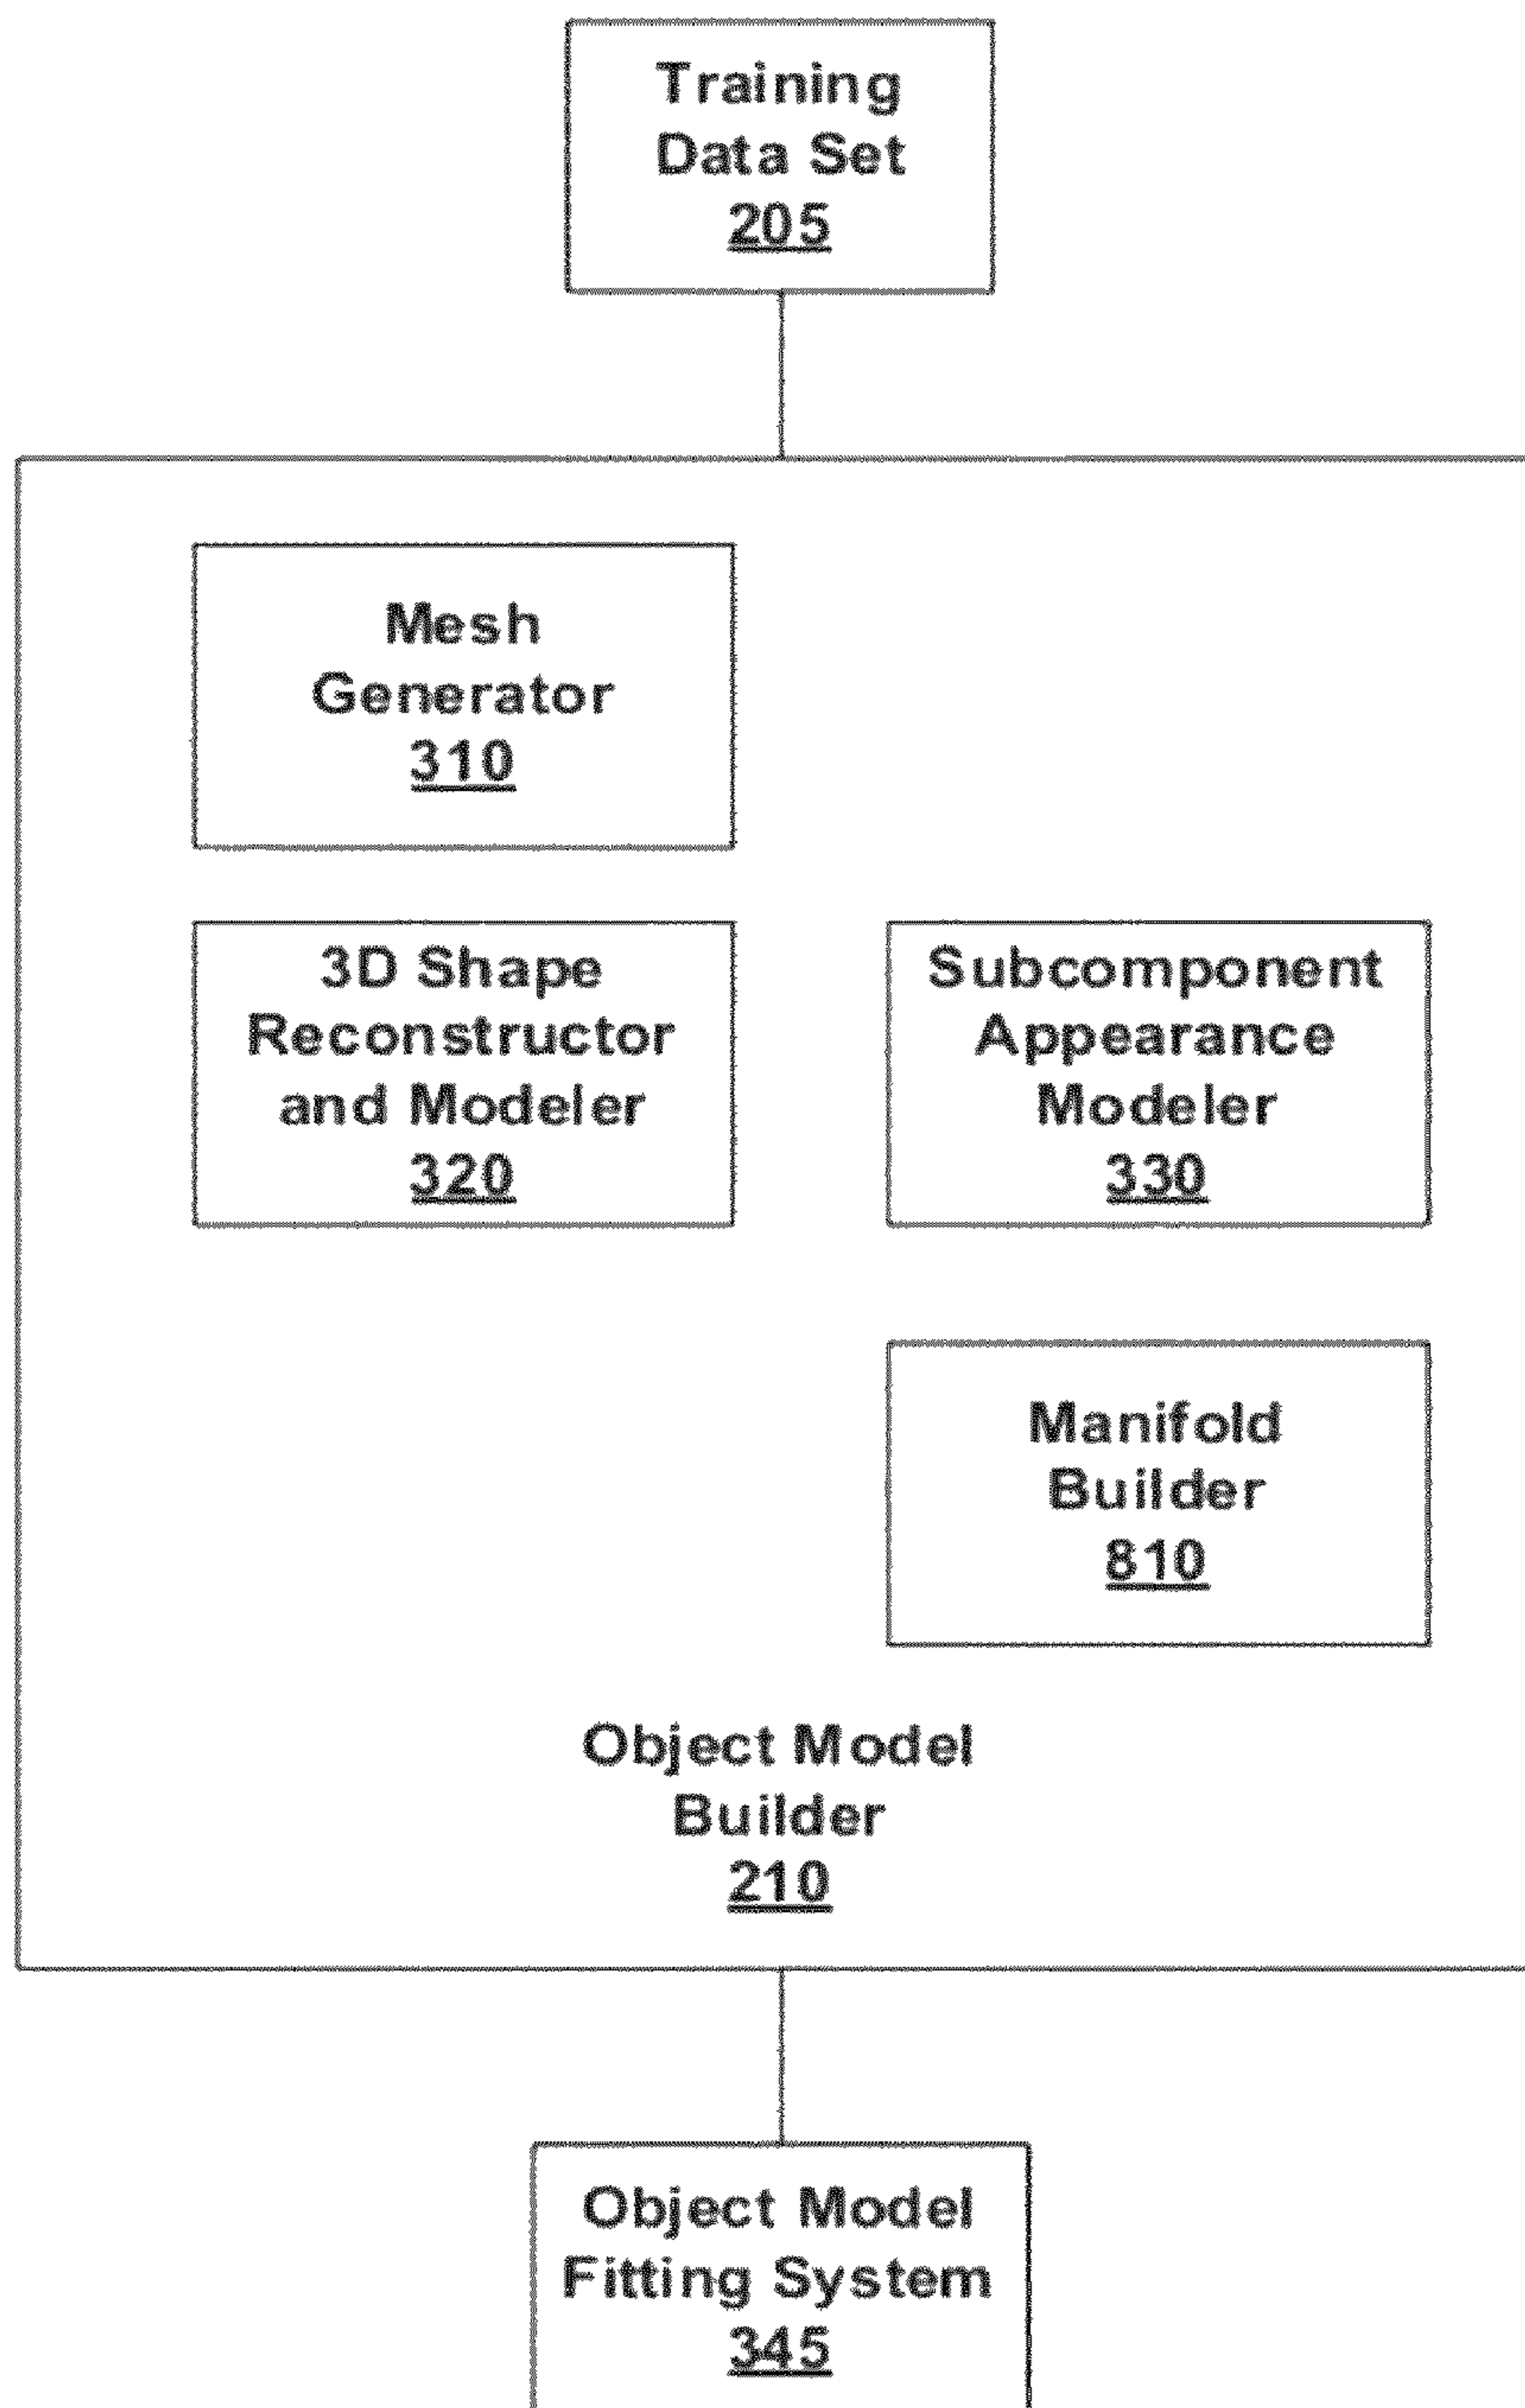 Training
Data Set
205
Mesh
Generator
310
3D Shape
Reconstructor
and Modeler
320
Subcomponent
Appearance
Modeler
330
Manifold
Builder
810
Object Model
Builder
210
Object Model
Fitting System
345